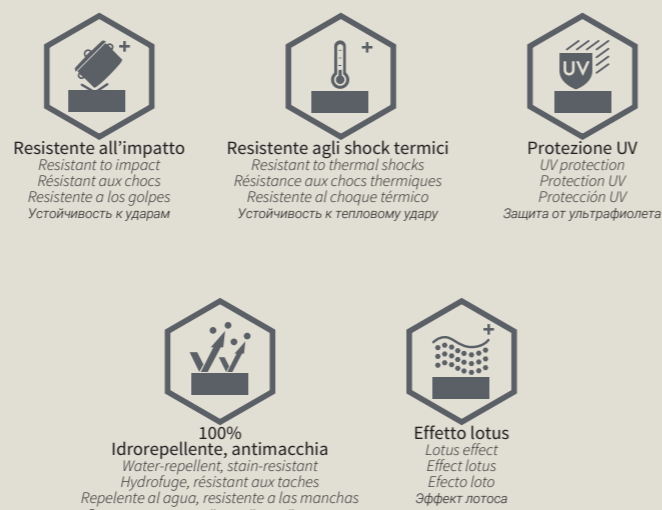 +
Resistente all’impatto
Resistant to impact
Résistant aux chocs
Resistente a los golpes
Устойчивость к ударам
+
Resistente agli shock termici
Resistant to thermal shocks
Résistance aux chocs thermiques
Resistente al choque térmico
Устойчивость к тепловому удару
UV
Protezione UV
UV protection
Protection UV
Protección UV
Защита от ультрафиолета
100%
Idrorepellente, antimacchia
Water-repellent, stain-resistant
Hydrofuge, résistant aux taches
Repelente al agua, resistente a las manchas
+
Effetto lotus
Lotus effect
Effect lotus
Efecto loto
Эффект лотоса